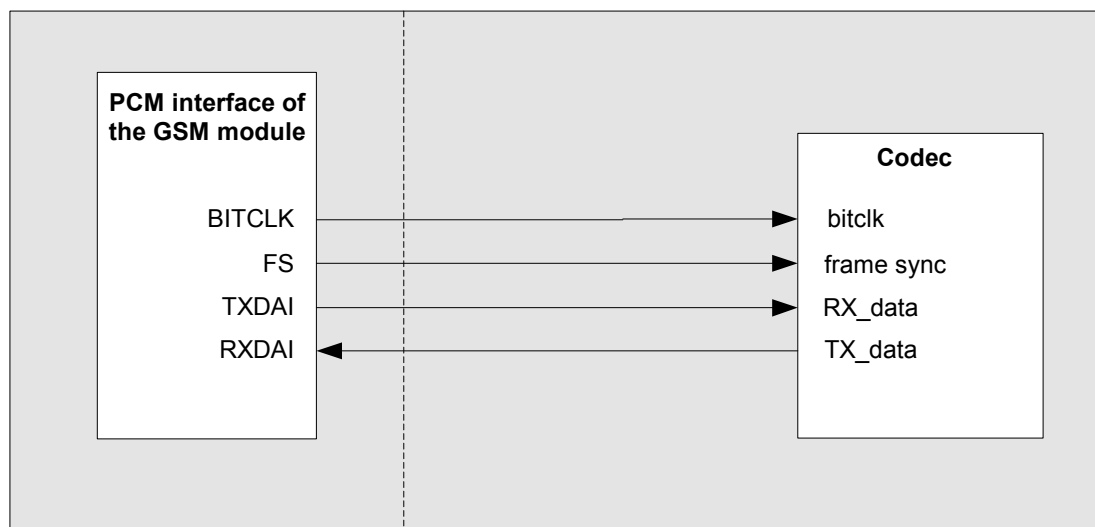 PCM interface of
the GSM module
BITCLK
FS
TXDAI
RXDAI
Codec
bitclk
frame sync
RX_data
TX_data